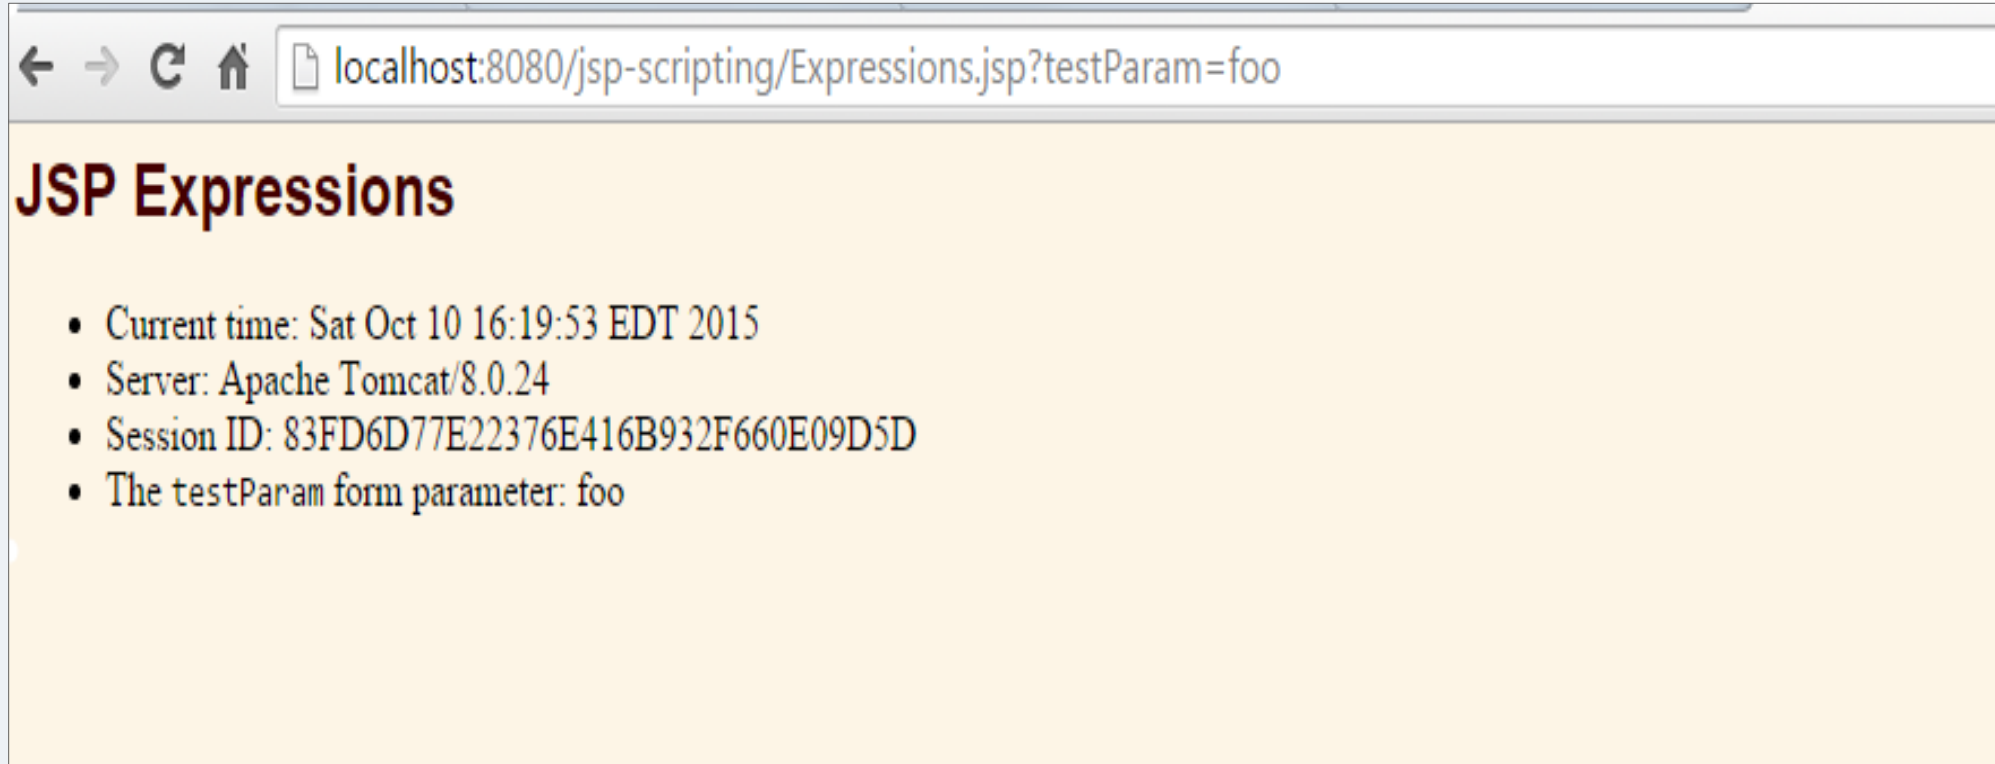 localhost:8080/jsp-scripting/Expressions.jsp?testParam=foo
JSP Expressions
• Current time: Sat Oct 10 16:19:53 EDT 2015
• Server: Apache Tomcat/8.0.24
• Session ID: 83FD6D77E22376E416B932F660E09D5D
• The testParam form parameter: foo